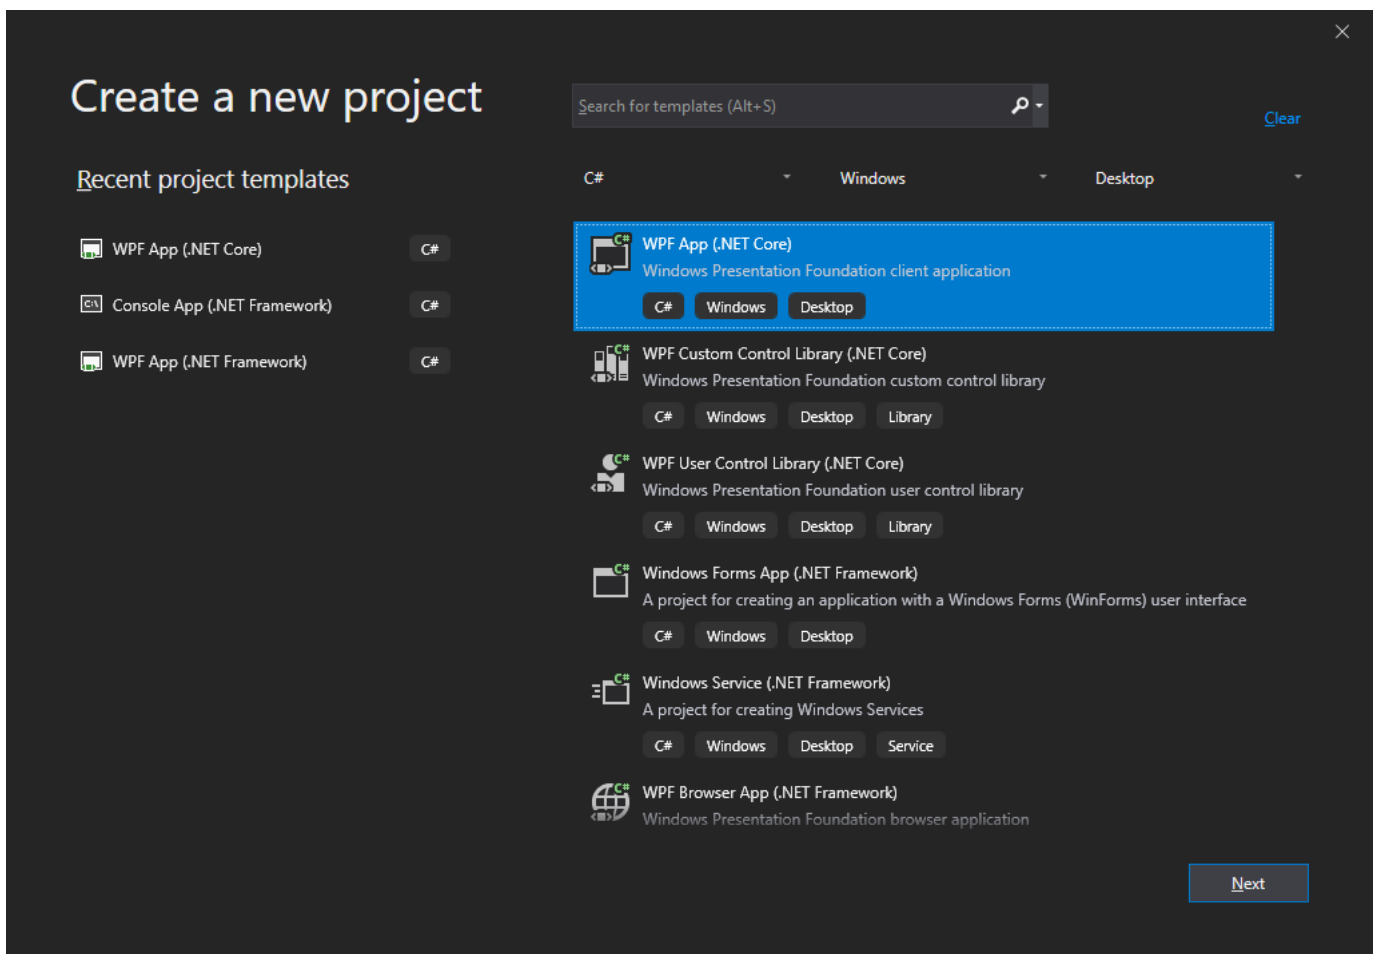 Create a new project
Search for templates (Alt+S)
Clear
Recent project templates
C# Windows Desktop
WPF App (.NET Core) C#
Console App (.NET Framework) C#
WPF App (.NET Framework) C#
WPF App (.NET Core)
Windows Presentation Foundation client application
C# Windows Desktop
WPF Custom Control Library (.NET Core)
Windows Presentation Foundation custom control library
C# Windows Desktop Library
WPF User Control Library (.NET Core)
Windows Presentation Foundation user control library
C# Windows Desktop Library
Windows Forms App (.NET Framework)
A project for creating an application with a Windows Forms (WinForms) user interface
C# Windows Desktop
Windows Service (.NET Framework)
A project for creating Windows Services
C# Windows Desktop Service
WPF Browser App (.NET Framework)
Windows Presentation Foundation browser application
Next